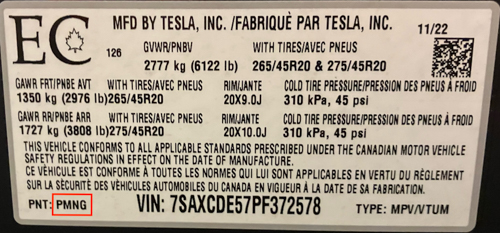 EC
126
MFD BY TESLA, INC. /FABRIQUÈ PAR TESLA, INC.
11/22
GVWR/PNBV WITH TIRES/AVEC PNEUS
2777 kg (6122 lb) 265/45R20 & 275/45R20
GAWR FRT/PNBE AVT WITH TIRES/AVEC PNEUS RIM/JANTE COLD TIRE PRESSURE/PRESSION DES PNEUS À FROID
1350 kg (2976 lb) 265/45R20 20X9.0J 310 kPa, 45 psi
GAWR RR/PNBE ARR WITH TIRES/AVEC PNEUS RIM/JANTE COLD TIRE PRESSURE/PRESSION DES PNEUS À FROID
1727 kg (3808 lb) 275/45R20 20X10.0J 310 kPa, 45 psi
THIS VEHICLE CONFORMS TO ALL APPLICABLE STANDARDS PRESCRIBED UNDER THE CANADIAN MOTOR VEHICLE
SAFETY REGULATIONS IN EFFECT ON THE DATE OF MANUFACTURE.
CE VÉHICULE EST CONFORME À TOUTES LES NORMES QUI LUI SONT APPLICABLES EN VERTU DU RÈGLEMENT
SUR LA SÉCURITÉ DES VÉHICULES AUTOMOBILES DU CANADA EN VIGUEUR À LA DATE DE SA FABRICATION.
PNT: PMNG VIN: 7SAXCDE57PF372578 TYPE: MPV/VTUM